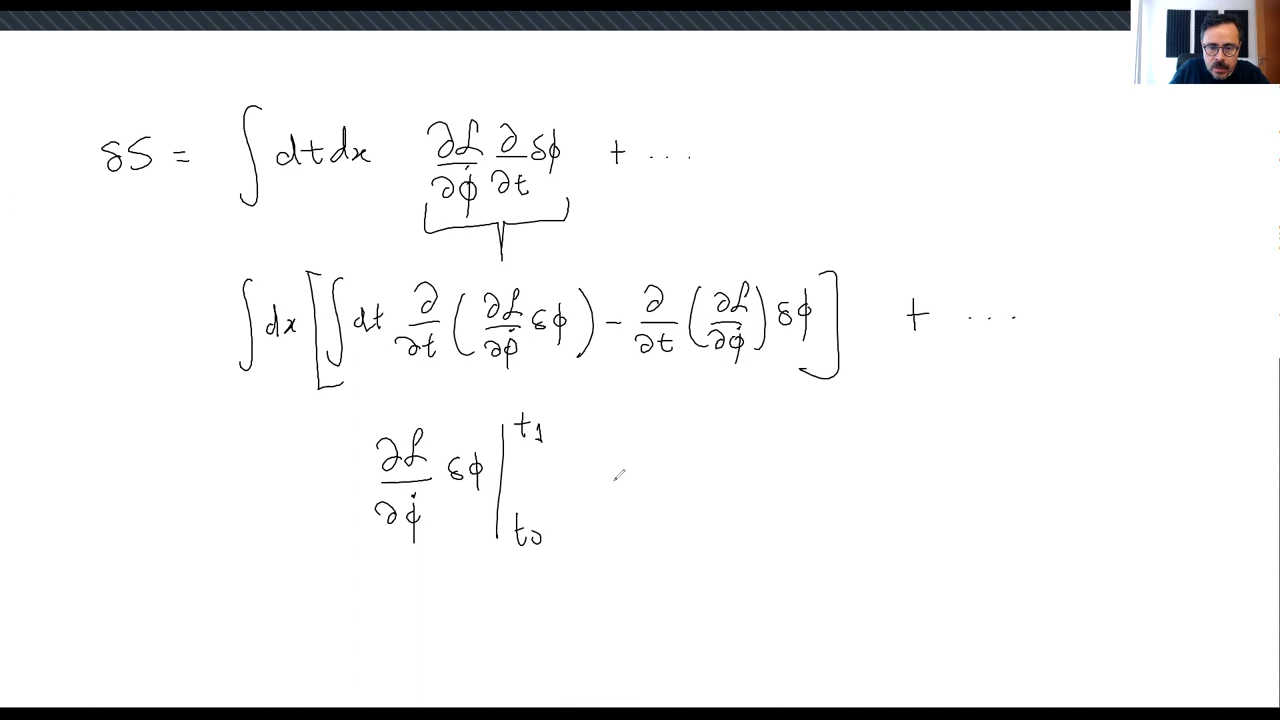 δS = ∫ dt dx ∂ℒ/∂φ̇ ∂/∂t δφ + ...
∫ dx [ ∫ dt ∂/∂t ( ∂ℒ/∂φ̇ δφ ) − ∂/∂t ( ∂ℒ/∂φ̇ ) δφ ] + ...
∂ℒ/∂φ̇ δφ |_{t₀}^{t₁}